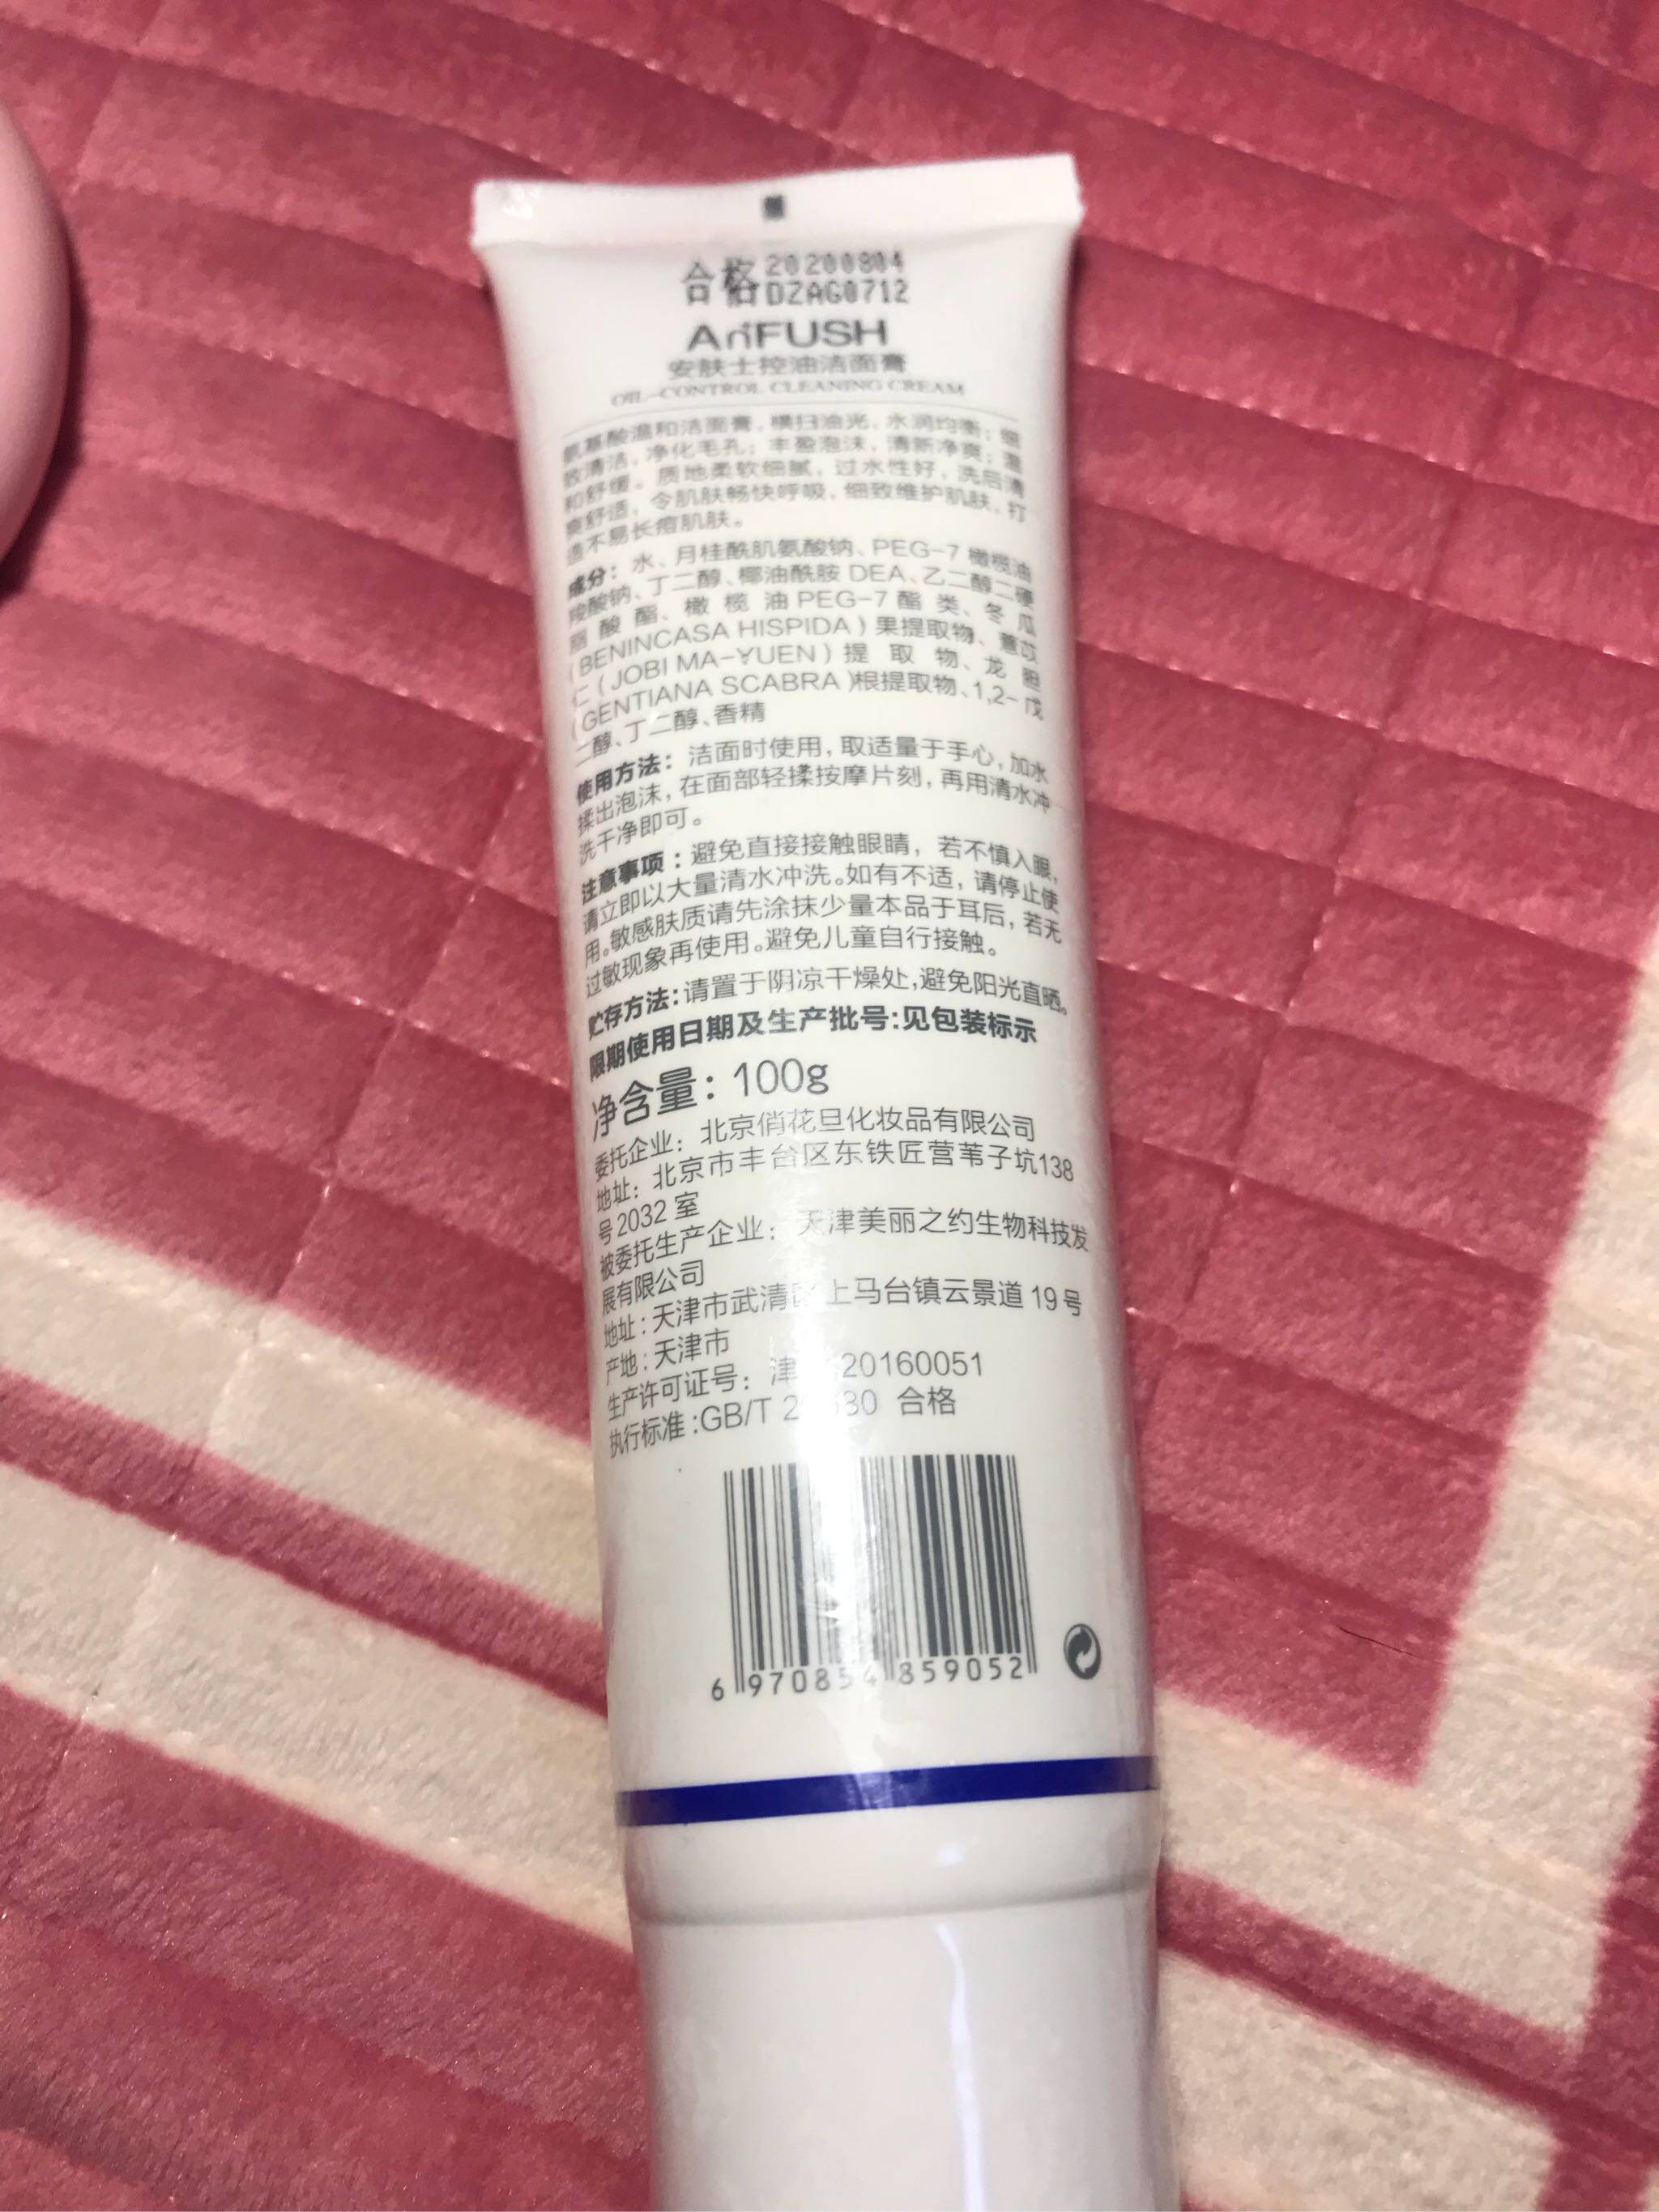 合格 20200804
DZAG0712
AnFUSH
安肤士控油洁面膏
OIL-CONTROL CLEANING CREAM
氨基酸温和洁面膏，横扫油光，水润均衡；细
致清洁，净化毛孔；丰盈泡沫，清新净爽；温
和舒缓。质地柔软细腻，过水性好，洗后清
爽舒适，令肌肤畅快呼吸，细致维护肌肤，打
造不易长痘肌肤。
成分：水、月桂酰肌氨酸钠、PEG-7 橄榄油
羧酸钠、丁二醇、椰油酰胺 DEA、乙二醇二硬
脂酸酯、橄榄油PEG-7 酯类、冬瓜
（BENINCASA HISPIDA）果提取物、薏苡
仁（JOBI MA-YUEN）提取物、龙胆
（GENTIANA SCABRA）根提取物、1,2-戊
二醇、丁二醇、香精
使用方法：洁面时使用，取适量于手心，加水
揉出泡沫，在面部轻揉按摩片刻，再用清水冲
洗干净即可。
注意事项：避免直接接触眼睛，若不慎入眼，
请立即以大量清水冲洗。如有不适，请停止使
用。敏感肤质请先涂抹少量本品于耳后，若无
过敏现象再使用。避免儿童自行接触。
贮存方法：请置于阴凉干燥处，避免阳光直晒。
限期使用日期及生产批号：见包装标示
净含量：100g
委托企业：北京俏花旦化妆品有限公司
地址：北京市丰台区东铁匠营苇子坑138
号2032 室
被委托生产企业：天津美丽之约生物科技发
展有限公司
地址：天津市武清 上马台镇云景道 19号
产地：天津市
生产许可证号：津 20160051
执行标准：GB/T 合格
6 970854 859052